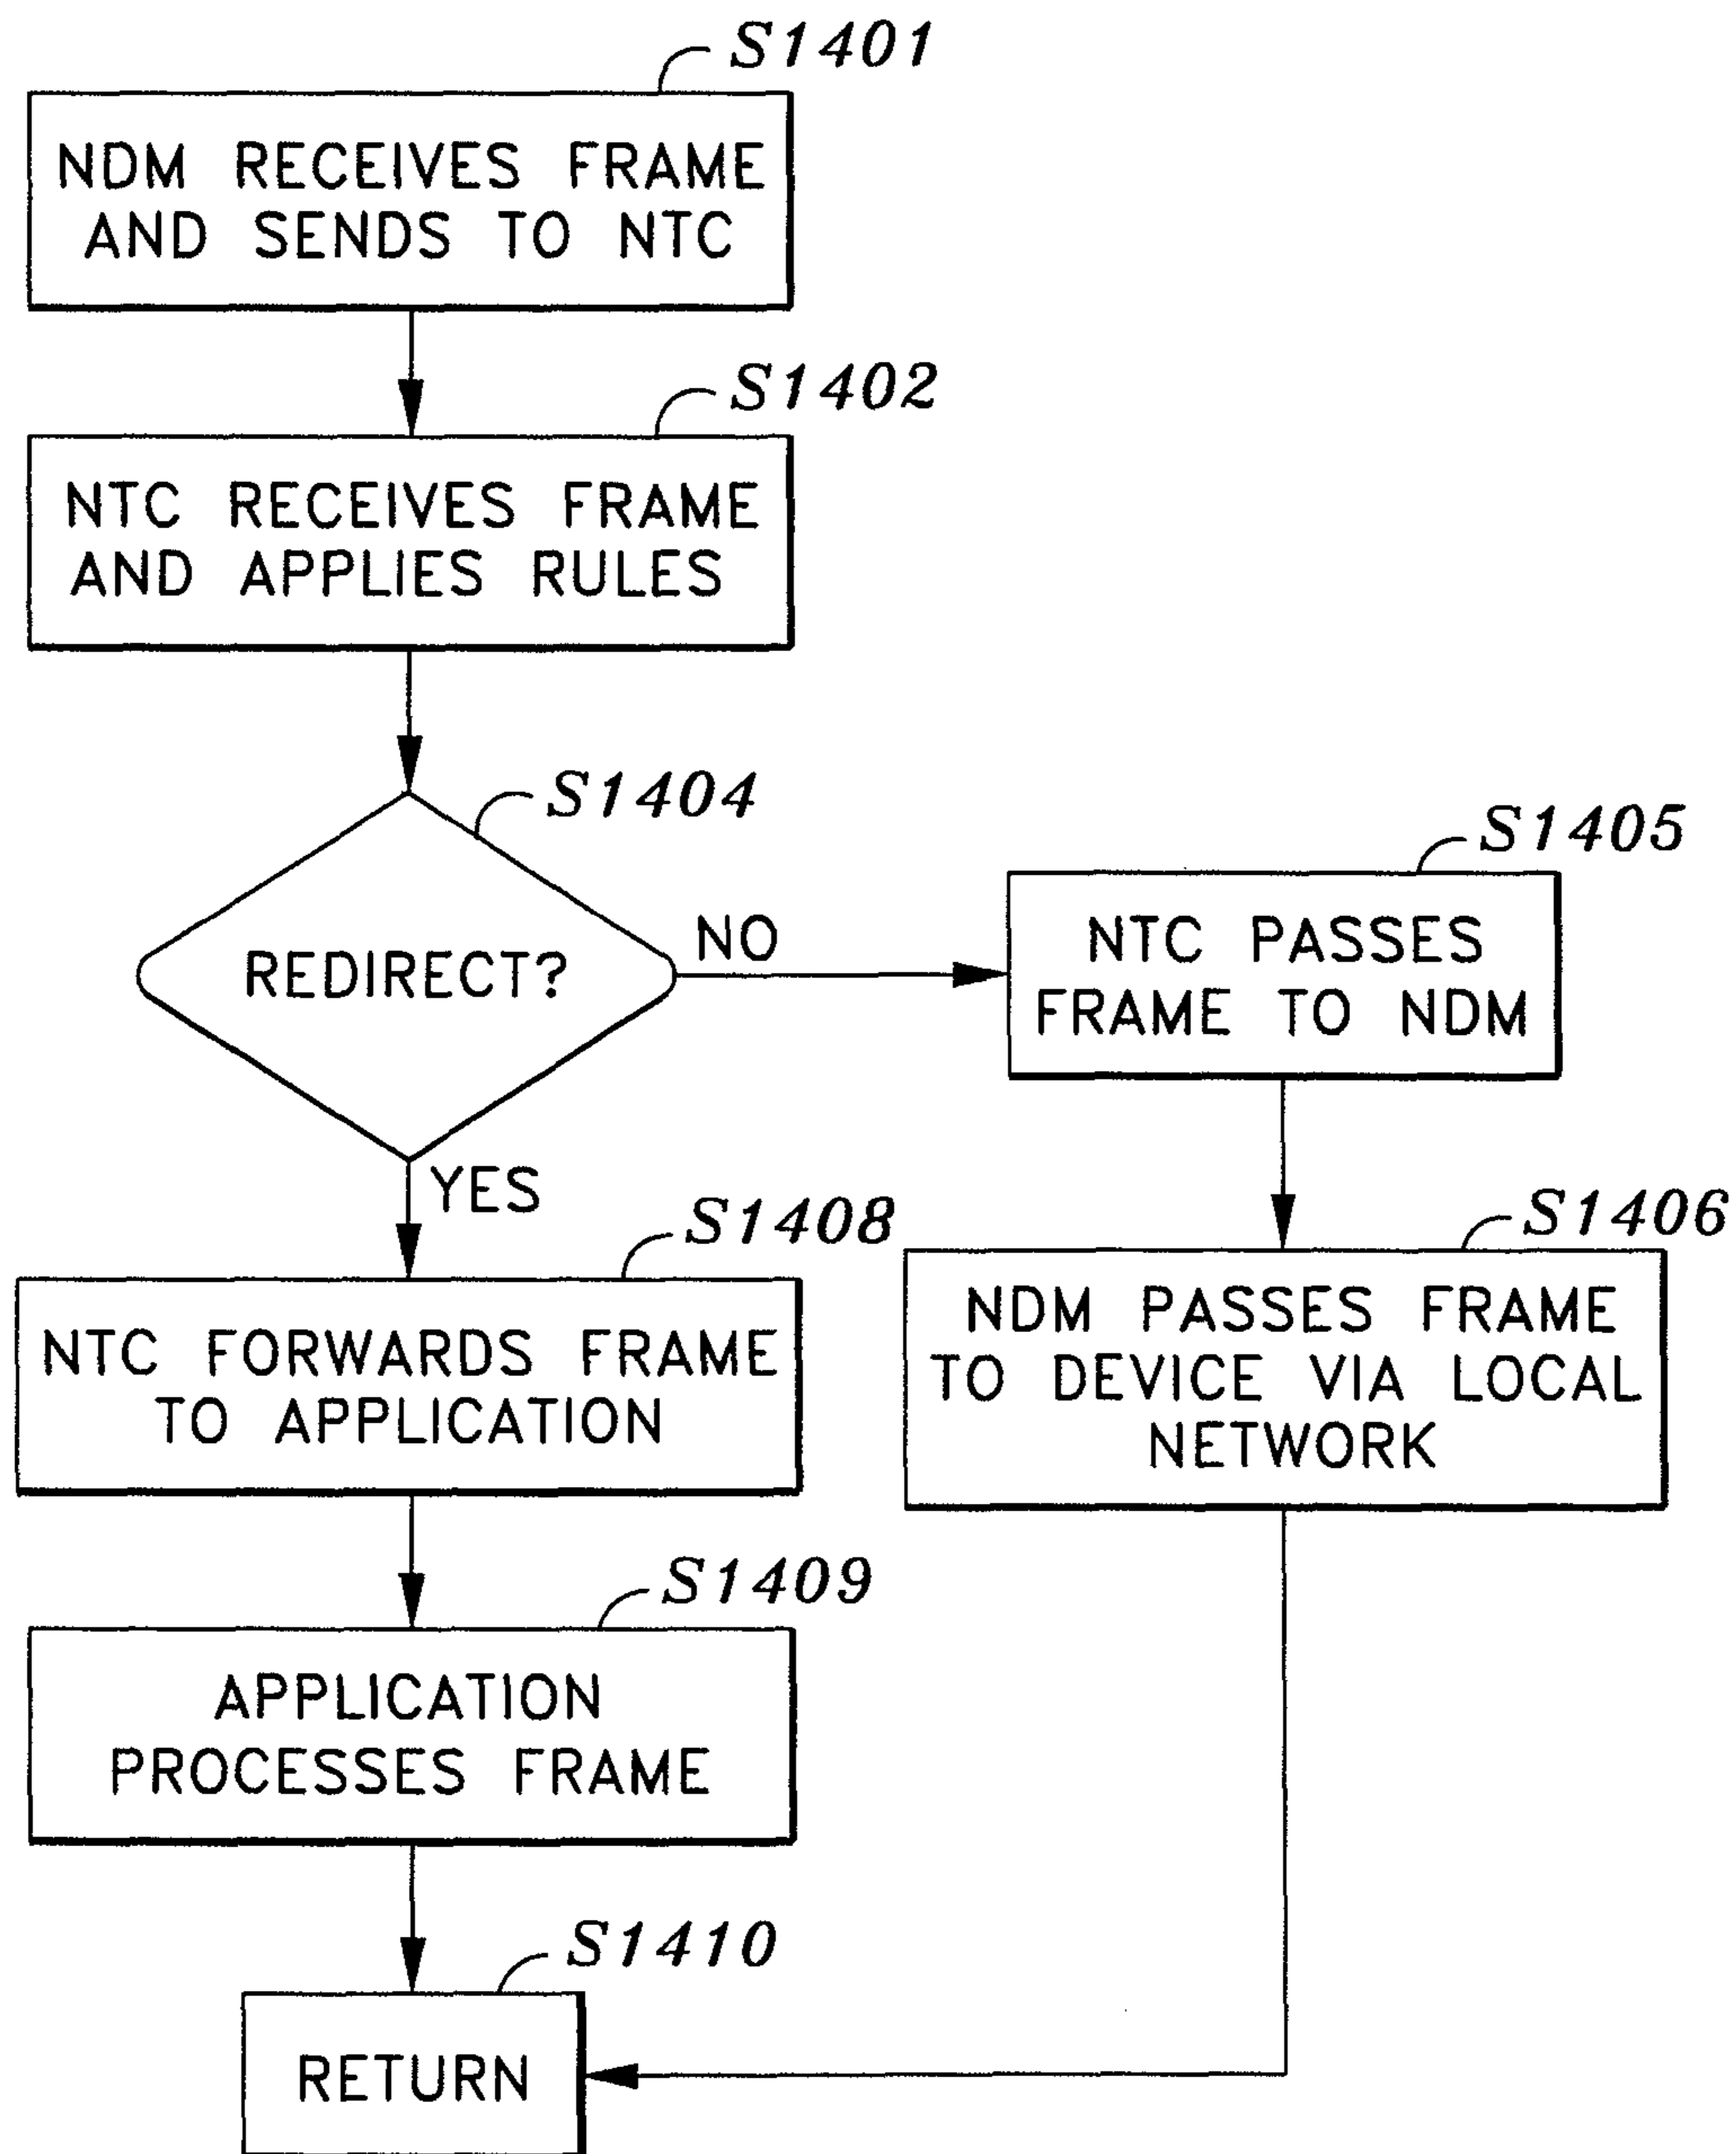 S1401
NDM RECEIVES FRAME
AND SENDS TO NTC
S1402
NTC RECEIVES FRAME
AND APPLIES RULES
S1404
REDIRECT?
NO
S1405
NTC PASSES
FRAME TO NDM
YES
S1408
NTC FORWARDS FRAME
TO APPLICATION
S1406
NDM PASSES FRAME
TO DEVICE VIA LOCAL
NETWORK
S1409
APPLICATION
PROCESSES FRAME
S1410
RETURN